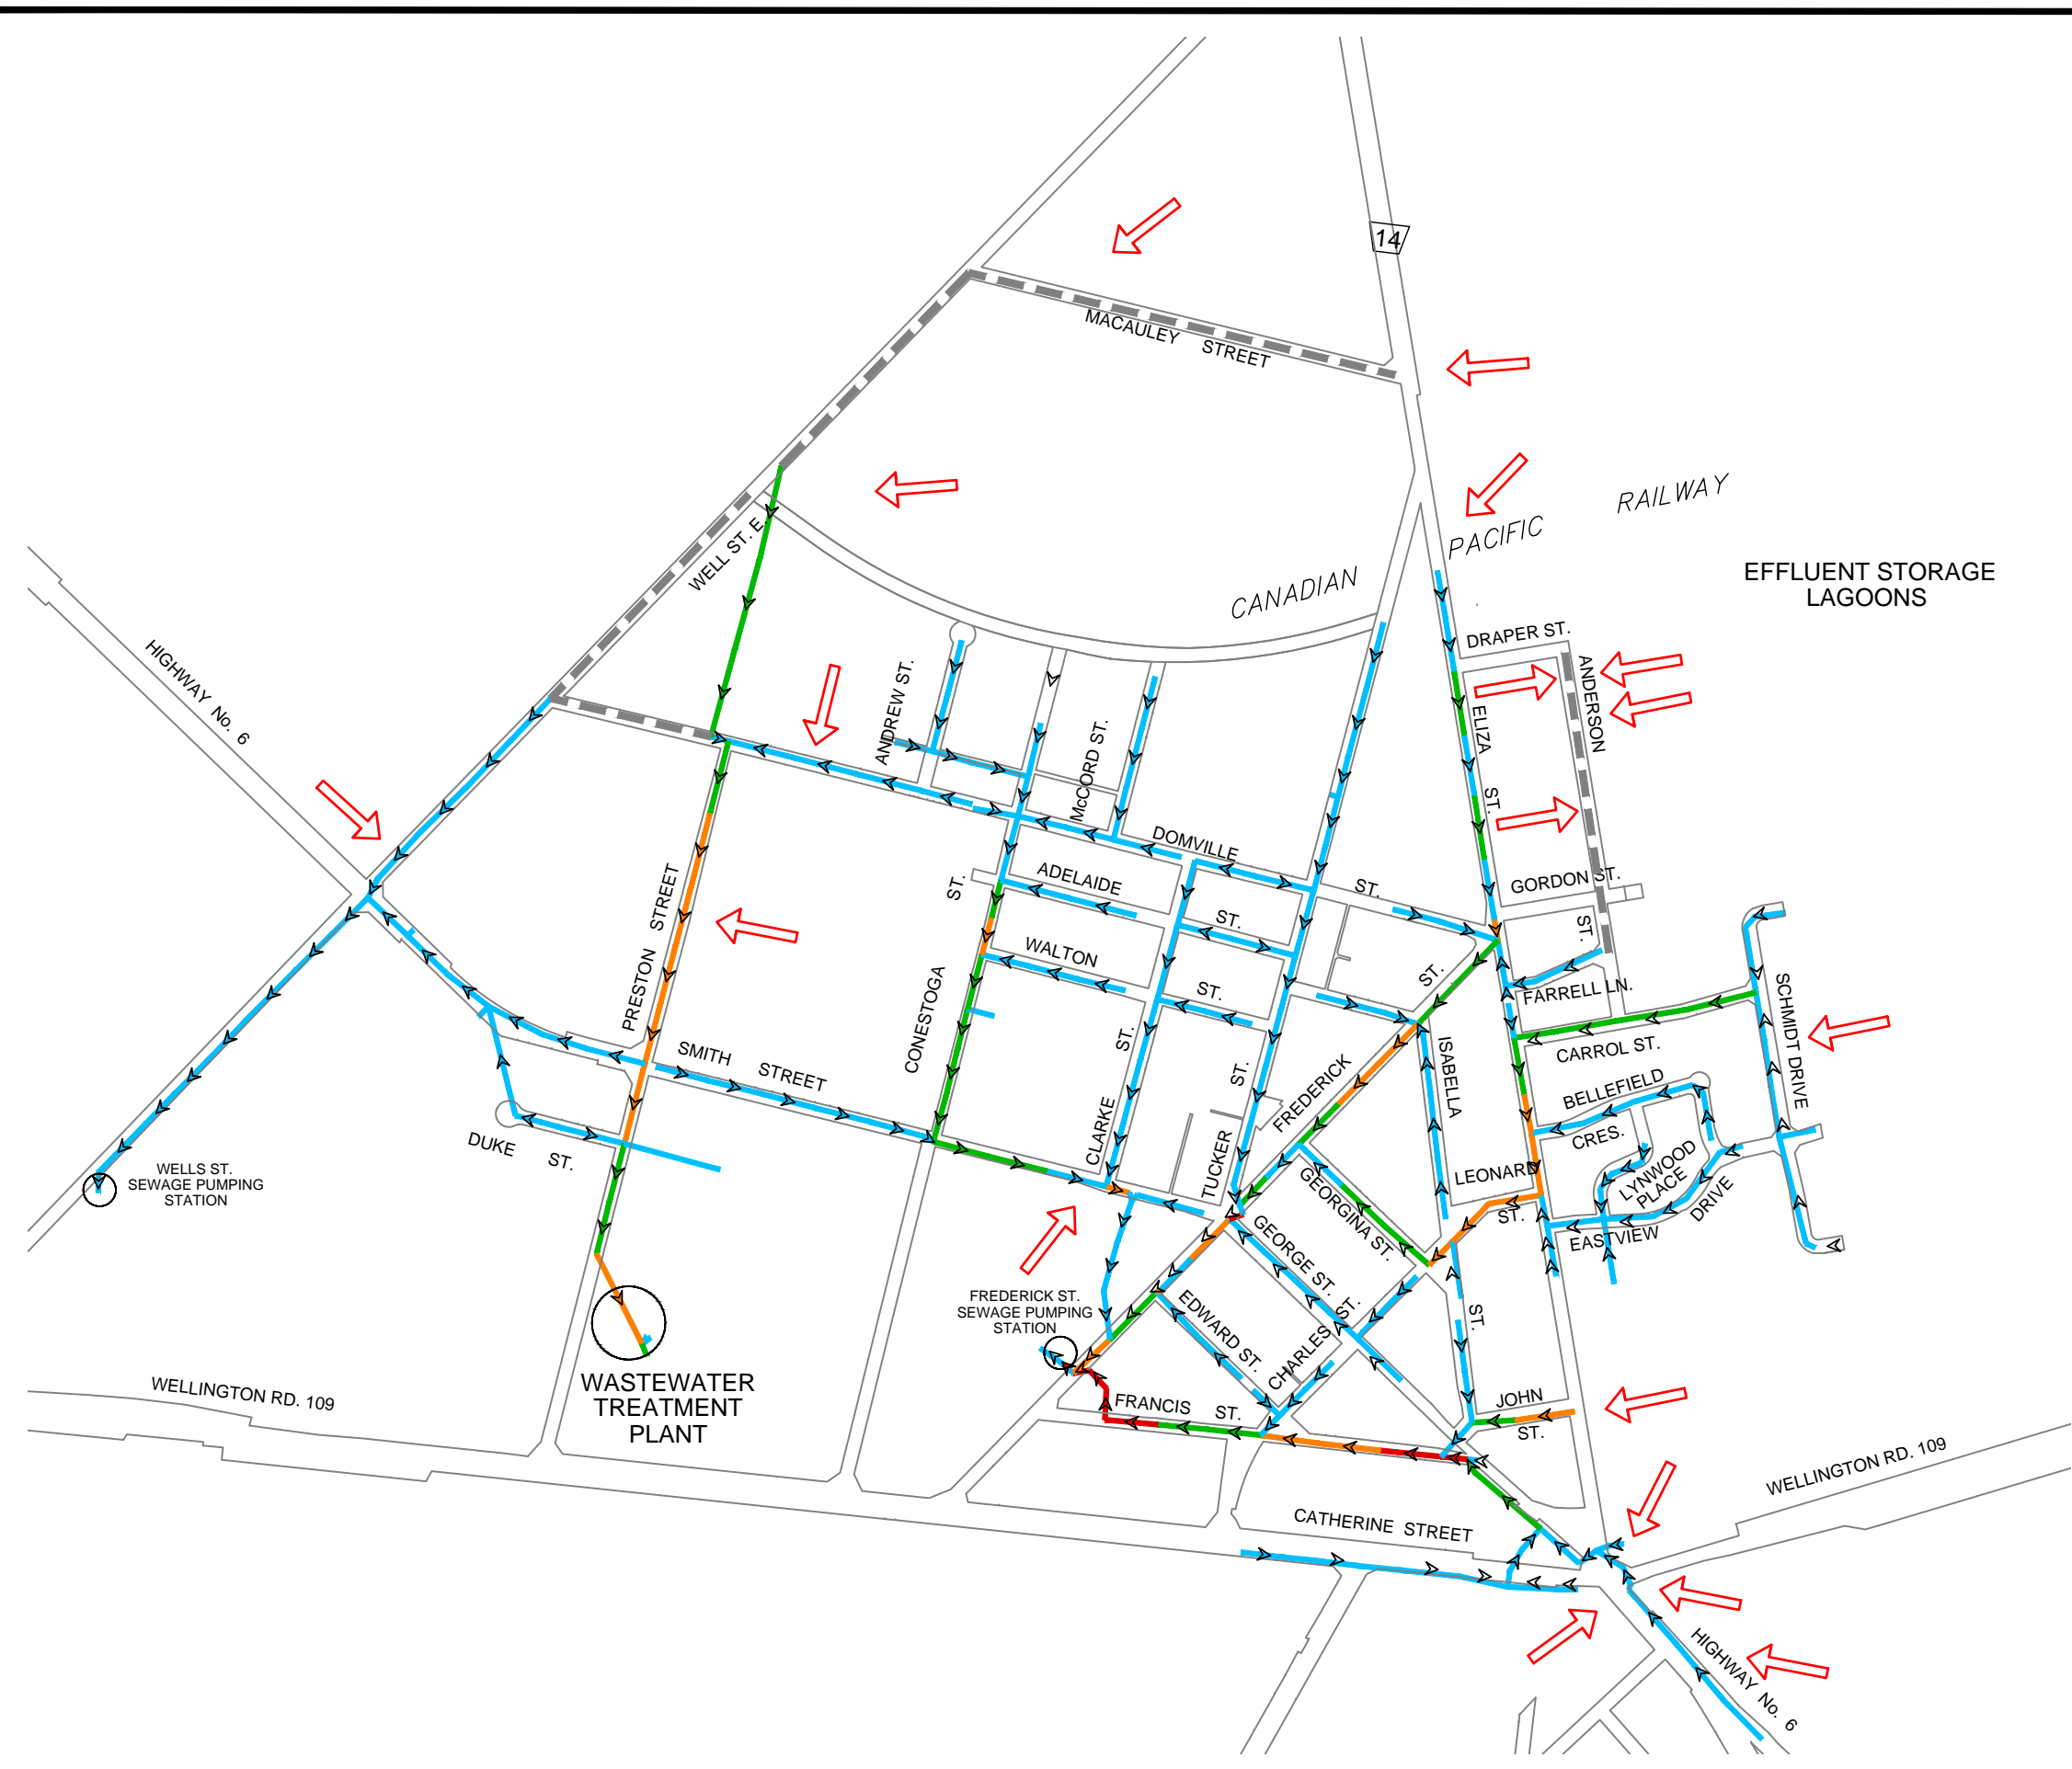 14
MACAULEY STREET
RAILWAY
PACIFIC
CANADIAN
WELL ST. E.
EFFLUENT STORAGE
LAGOONS
HIGHWAY No. 6
DRAPER ST.
ANDERSON
ST.
ELIZA
ST.
ANDREW ST.
McCORD ST.
DOMVILLE
ST.
GORDON ST.
ADELAIDE
ST.
WALTON
ST.
PRESTON STREET
CONESTOGA
ST.
FARRELL LN.
SCHMIDT DRIVE
CARROL ST.
SMITH STREET
CLARKE
ST.
TUCKER
ST.
FREDERICK
ST.
ISABELLA
ST.
BELLEFIELD
CRES.
LYNWOOD
PLACE
LEONARD
ST.
EASTVIEW
DRIVE
DUKE ST.
WELLS ST.
SEWAGE PUMPING
STATION
GEORGINA ST.
GEORGE ST.
EDWARD ST.
CHARLES
ST.
FREDERICK ST.
SEWAGE PUMPING
STATION
WASTEWATER
TREATMENT
PLANT
WELLINGTON RD. 109
FRANCIS ST.
JOHN
ST.
CATHERINE STREET
WELLINGTON RD. 109
HIGHWAY No. 6